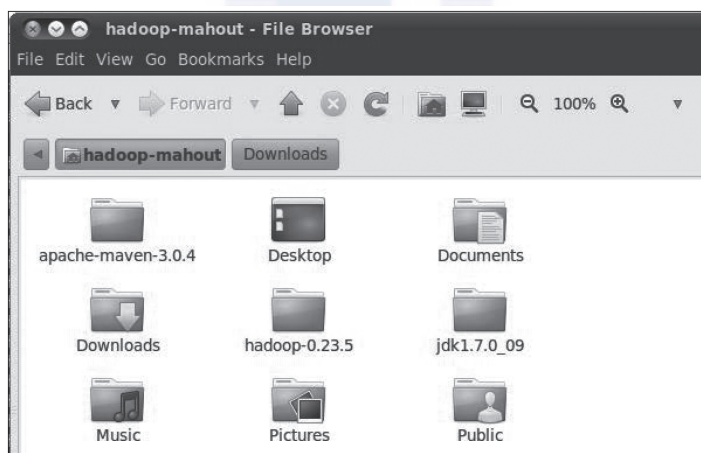 hadoop-mahout - File Browser
File Edit View Go Bookmarks Help
Back Forward 100%
hadoop-mahout Downloads
apache-maven-3.0.4 Desktop Documents
Downloads hadoop-0.23.5 jdk1.7.0_09
Music Pictures Public